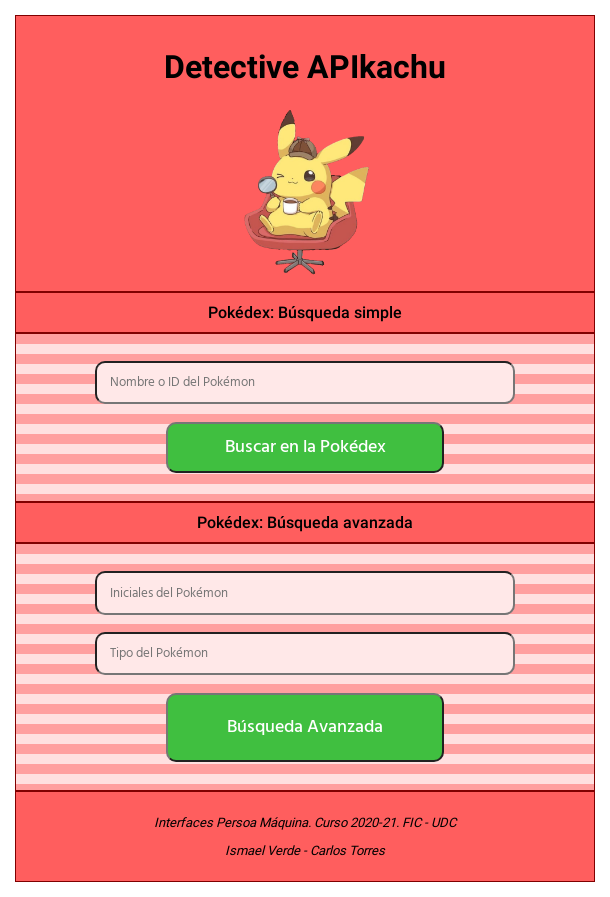 Detective APIkachu
Pokédex: Búsqueda simple
Nombre o ID del Pokémon
Buscar en la Pokédex
Pokédex: Búsqueda avanzada
Iniciales del Pokémon
Tipo del Pokémon
Búsqueda Avanzada
Interfaces Persoa Máquina. Curso 2020-21. FIC - UDC
Ismael Verde - Carlos Torres